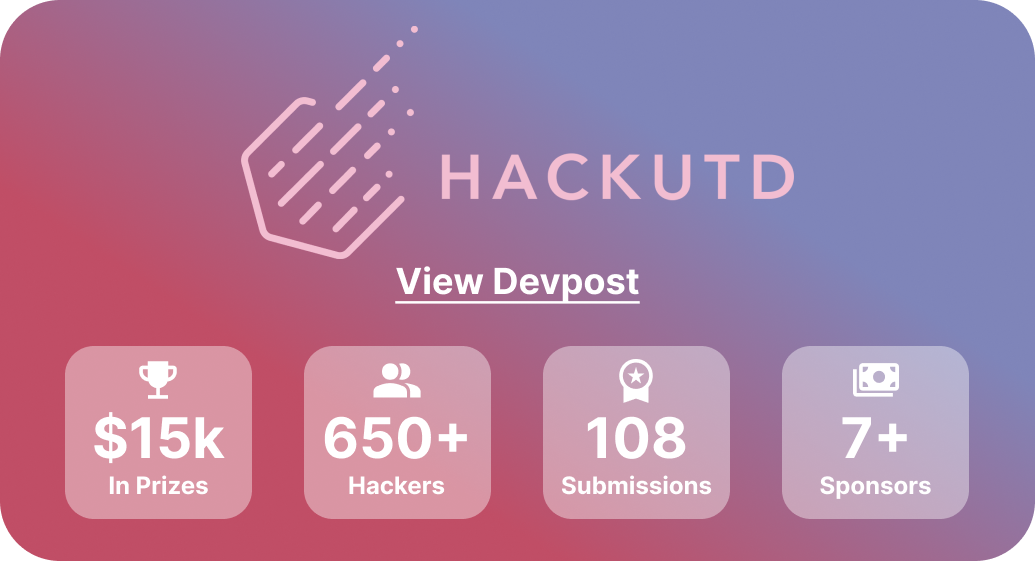 HACKUTD
View Devpost
$15k
In Prizes
650+
Hackers
108
Submissions
7+
Sponsors